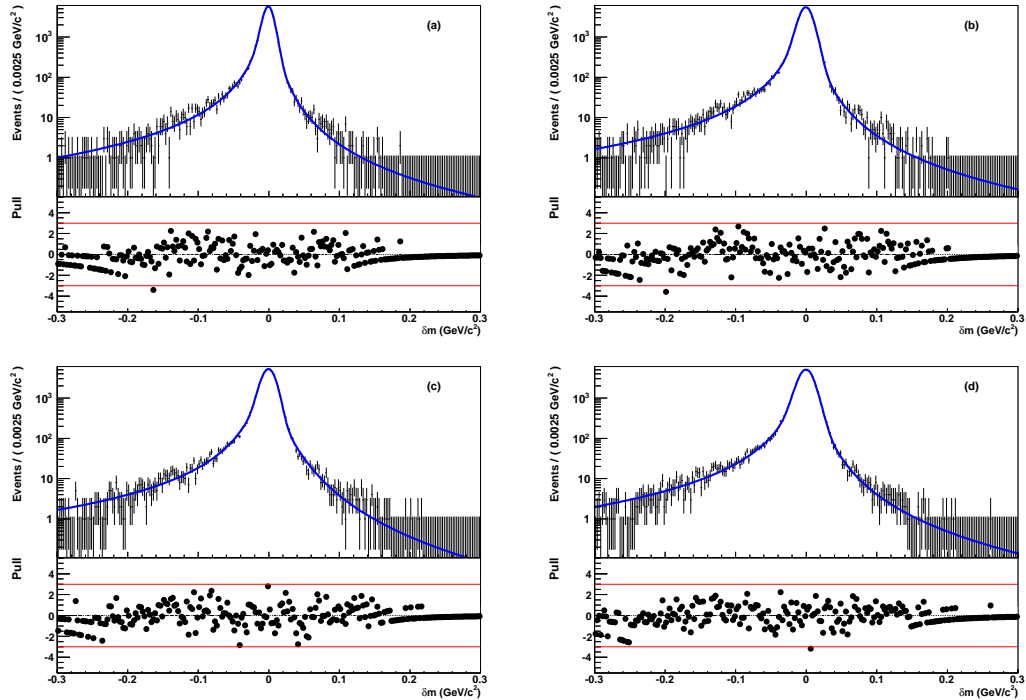 (a)
Events / ( 0.0025 GeV/c² )
10³
10²
10
1
Pull
4
2
0
-2
-4
-0.3 -0.2 -0.1 0 0.1 0.2 0.3
δm (GeV/c²)
(b)
Events / ( 0.0025 GeV/c² )
10³
10²
10
1
Pull
4
2
0
-2
-4
-0.3 -0.2 -0.1 0 0.1 0.2 0.3
δm (GeV/c²)
(c)
Events / ( 0.0025 GeV/c² )
10³
10²
10
1
Pull
4
2
0
-2
-4
-0.3 -0.2 -0.1 0 0.1 0.2 0.3
δm (GeV/c²)
(d)
Events / ( 0.0025 GeV/c² )
10³
10²
10
1
Pull
4
2
0
-2
-4
-0.3 -0.2 -0.1 0 0.1 0.2 0.3
δm (GeV/c²)